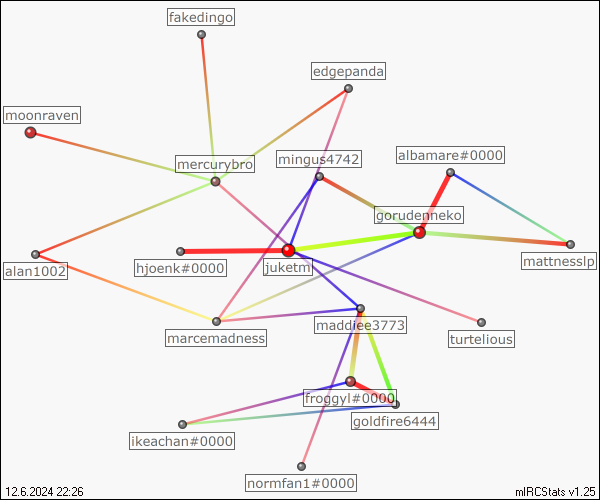 fakedingo
edgepanda
moonraven
mercurybro
mingus4742
albamare#0000
gorudenneko
alan1002
hjoenk#0000
juketm
mattnesslp
marcemadness
maddiee3773
turtelious
froggyl#0000
goldfire6444
ikeachan#0000
normfan1#0000
12.6.2024 22:26
mIRCStats v1.25